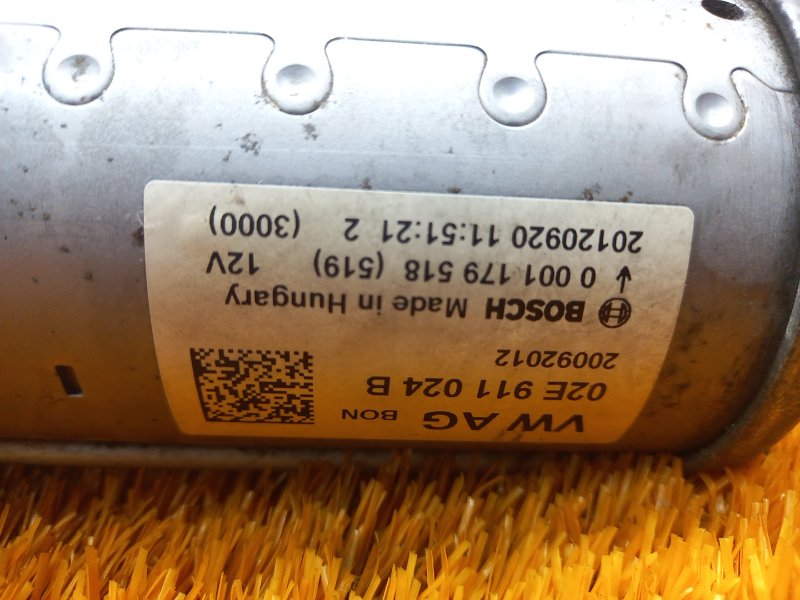 VW AG BON
02E 911 024 B
20092012
BOSCH Made in Hungary
0 001 179 518 (519) 12V
20120920 11:51:21 2 (3000)